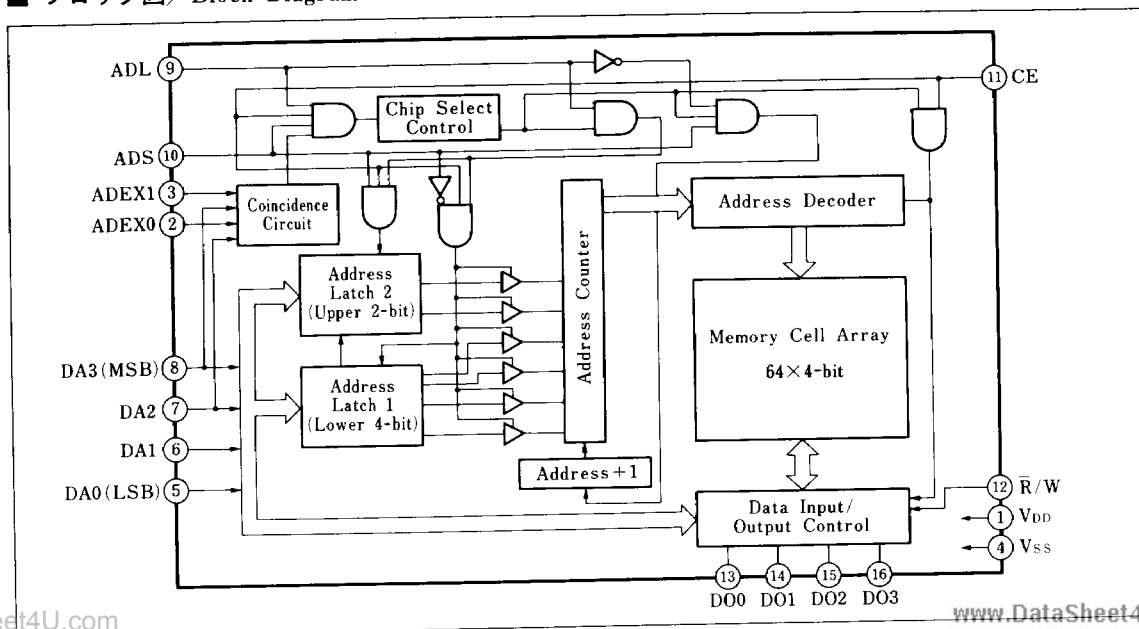 ■ ブロック図/ Block Diagram
ADL 9
11 CE
Chip Select
Control
ADS 10
ADEX1 3
ADEX0 2
Coincidence
Circuit
Address Decoder
Address
Latch 2
(Upper 2-bit)
Address Counter
Memory Cell Array
64×4-bit
DA3(MSB) 8
DA2 7
DA1 6
DA0(LSB) 5
Address
Latch 1
(Lower 4-bit)
Address+1
Data Input/
Output Control
12 R̅/W
1 VDD
4 VSS
13 14 15 16
DO0 DO1 DO2 DO3
eet4U.com
www.DataSheet4